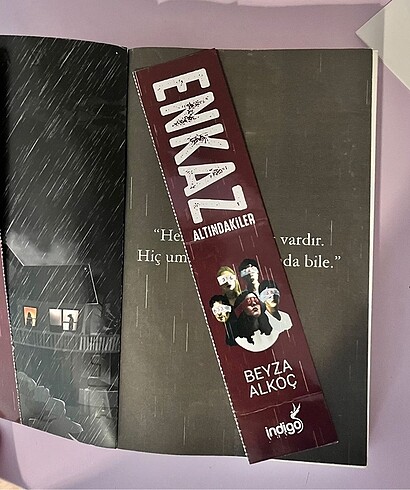 ENKAZ
ALTINDAKİLER
“He vardır.
Hiç um da bile.”
BEYZA
ALKOÇ
indigo